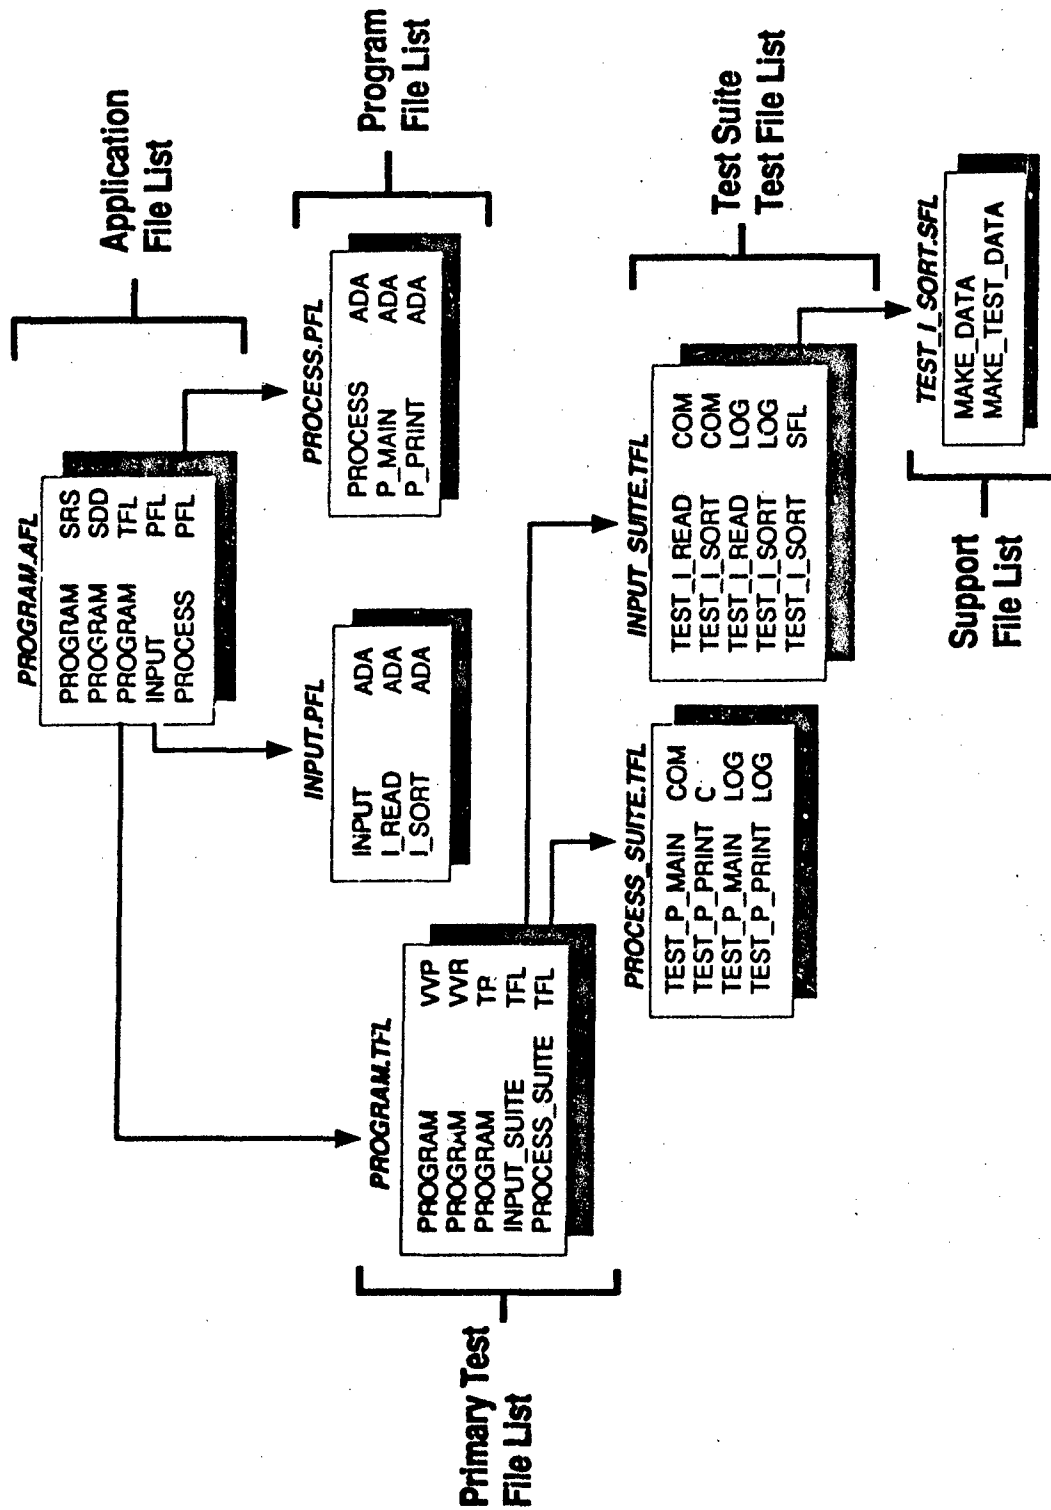 PROGRAM.AFL
PROGRAM SRS
PROGRAM SDD
PROGRAM TFL
INPUT PFL
PROCESS PFL
Application
File List
INPUT.PFL
INPUT ADA
I_READ ADA
I_SORT ADA
PROCESS.PFL
PROCESS ADA
P_MAIN ADA
P_PRINT ADA
Program
File List
Primary Test
File List
PROGRAM.TFL
PROGRAM VVP
PROGRAM VVR
PROGRAM TR
INPUT_SUITE TFL
PROCESS_SUITE TFL
PROCESS_SUITE.TFL
TEST_P_MAIN COM
TEST_P_PRINT C
TEST_P_MAIN LOG
TEST_P_PRINT LOG
INPUT_SUITE.TFL
TEST_I_READ COM
TEST_I_SORT COM
TEST_I_READ LOG
TEST_I_SORT LOG
TEST_I_SORT SFL
Test Suite
Test File List
Support
File List
TEST_I_SORT.SFL
MAKE_DATA
MAKE_TEST_DATA